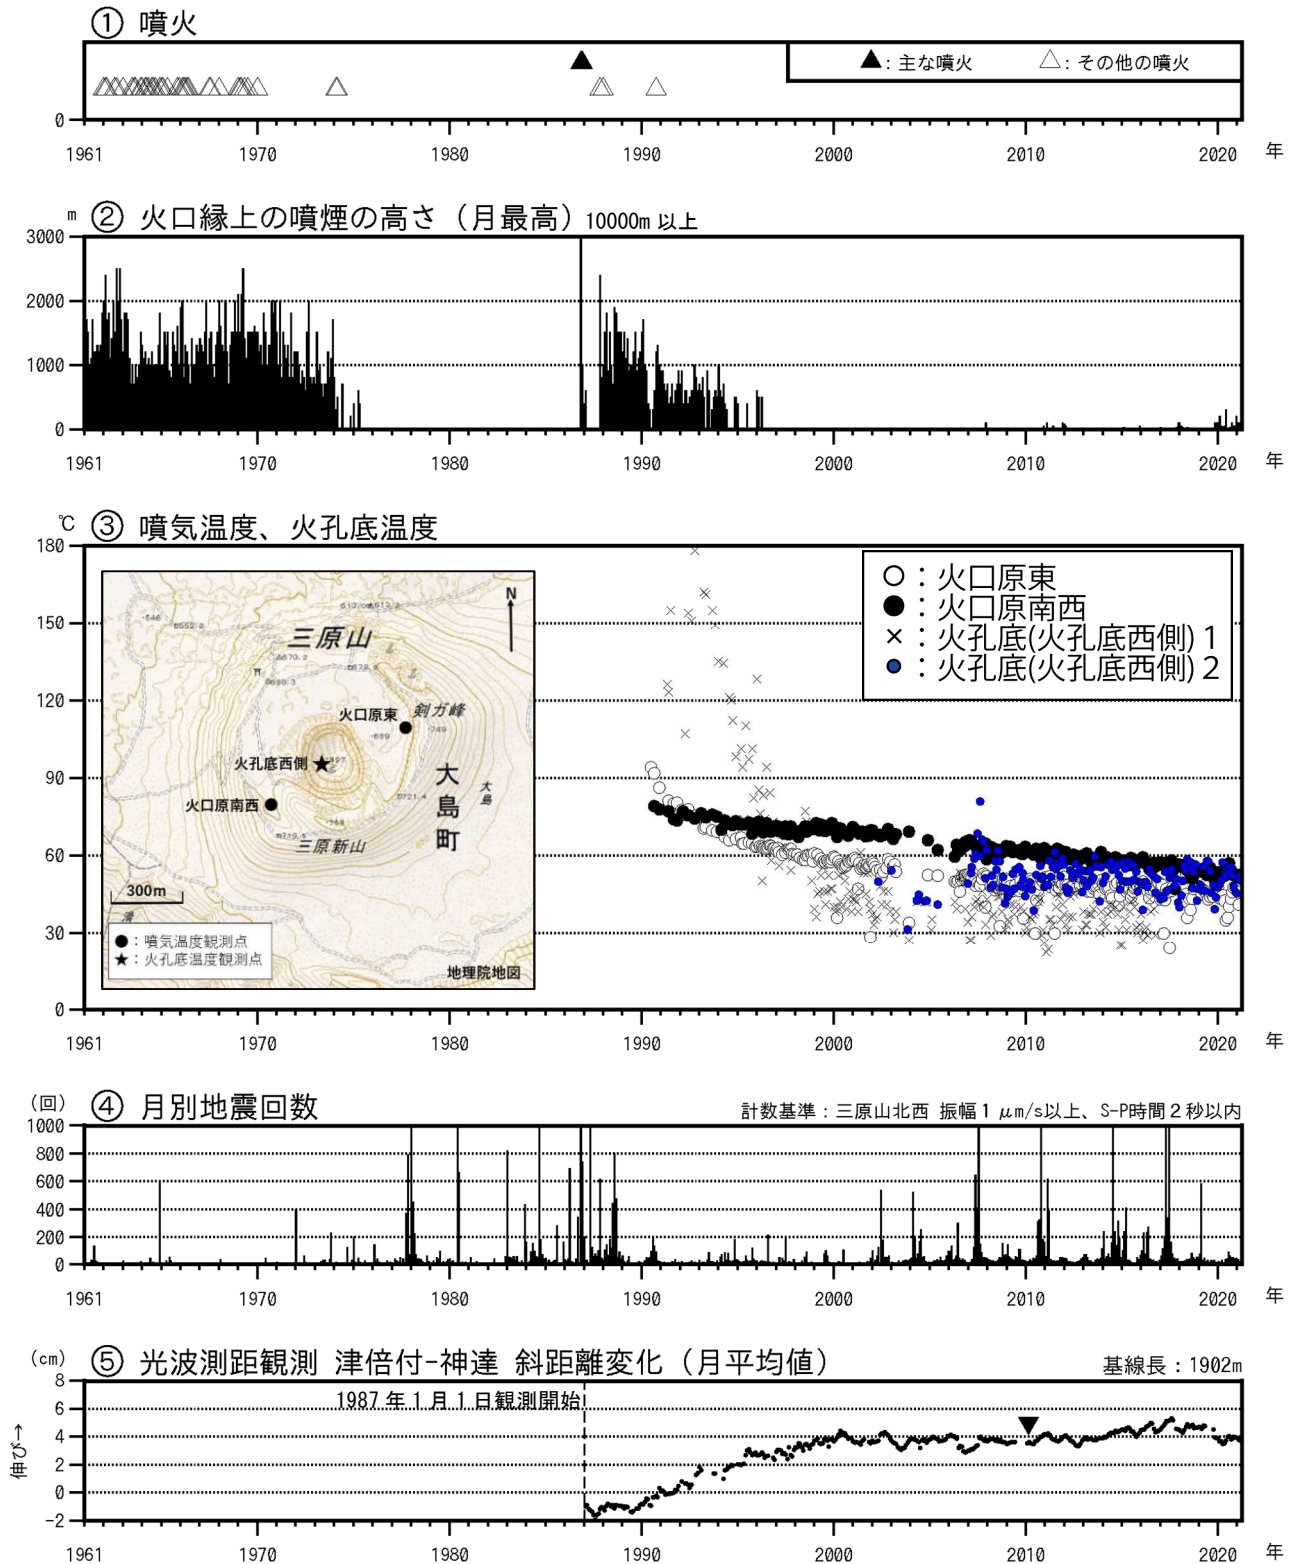 ① 噴火
▲：主な噴火 △：その他の噴火
0
1961 1970 1980 1990 2000 2010 2020 年
m ② 火口縁上の噴煙の高さ（月最高）10000m 以上
3000
2000
1000
0
1961 1970 1980 1990 2000 2010 2020 年
℃ ③ 噴気温度、火孔底温度
180
150
120
90
60
30
0
○：火口原東
●：火口原南西
×：火孔底(火孔底西側)１
●：火孔底(火孔底西側)２
N
三原山
火口原東
剣ガ峰
火孔底西側
火口原南西
大島町
大島
三原新山
300m
●：噴気温度観測点
★：火孔底温度観測点
地理院地図
1961 1970 1980 1990 2000 2010 2020 年
(回) ④ 月別地震回数
計数基準：三原山北西 振幅１μm/s以上、S-P時間２秒以内
1000
800
600
400
200
0
1961 1970 1980 1990 2000 2010 2020 年
(cm) ⑤ 光波測距観測 津倍付-神達 斜距離変化（月平均値）
基線長：1902m
1987年１月１日観測開始
伸び→
8
6
4
2
0
-2
1961 1970 1980 1990 2000 2010 2020 年